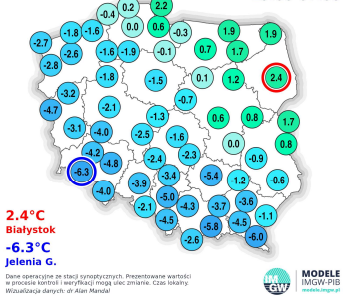 -0.4 0.2 2.2
-2.7 -1.8 -1.6 0.0 0.6 -0.3 1.9 1.9
-2.8 -2.6 -1.6 -1.9 -0.1 0.7 1.7
-1.8 -1.5 0.1 1.2 2.4
-3.2 -0.7
-4.7 -2.1 -1.3 0.6 0.8 1.7
-3.1 -4.0 -2.5 -1.6 0.0 0.8
-4.2 -4.8 -2.4 -2.3 -0.9
-6.3 -3.9 -3.4 -5.4 -1.2 -0.6
-4.0 -5.0
-2.1 -4.3 -3.7 -3.6 -1.1
-4.5 -5.8 -4.5
-2.6 -6.0
2.4°C
Białystok
-6.3°C
Jelenia G.
Dane operacyjne ze stacji synoptycznych. Prezentowane wartości
w procesie kontroli i weryfikacji mogą ulec zmianie. Czas lokalny.
Wizualizacja danych: dr Alan Mandal
IM
GW
MODELE
IMGW-PIB
modele.imgw.pl